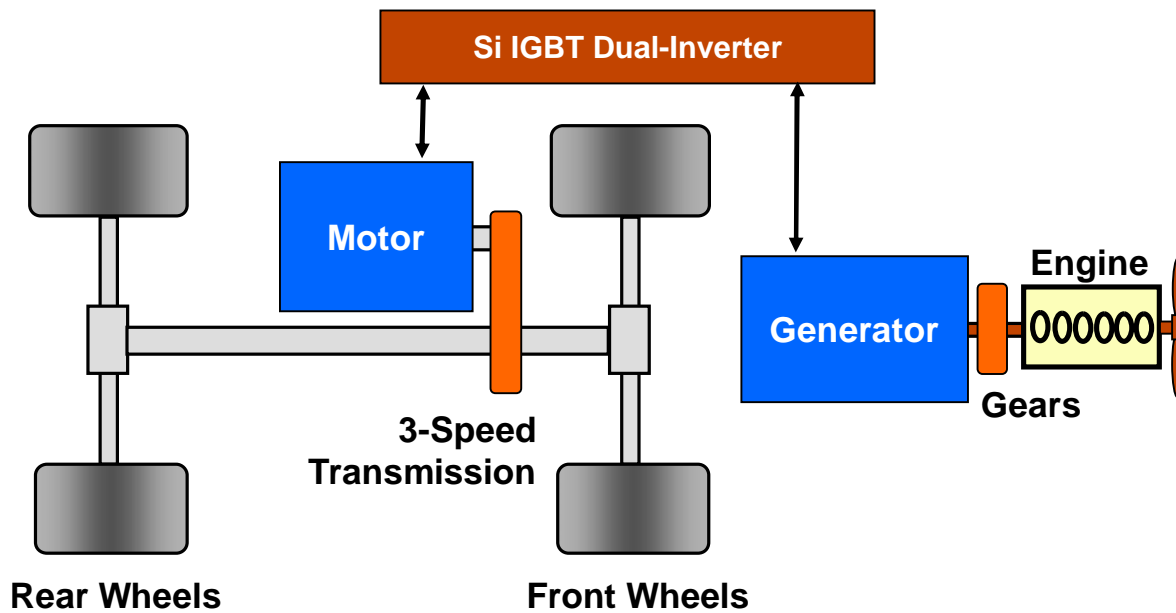 Si IGBT Dual-Inverter
Motor
Engine
Generator
Gears
3-Speed
Transmission
Rear Wheels
Front Wheels